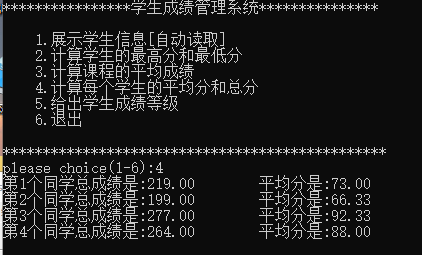 ****************学生成绩管理系统***************
1.展示学生信息[自动读取]
2.计算学生的最高分和最低分
3.计算课程的平均成绩
4.计算每个学生的平均分和总分
5.给出学生成绩等级
6.退出
************************************************
please choice(1-6):4
第1个同学总成绩是:219.00 平均分是:73.00
第2个同学总成绩是:199.00 平均分是:66.33
第3个同学总成绩是:277.00 平均分是:92.33
第4个同学总成绩是:264.00 平均分是:88.00